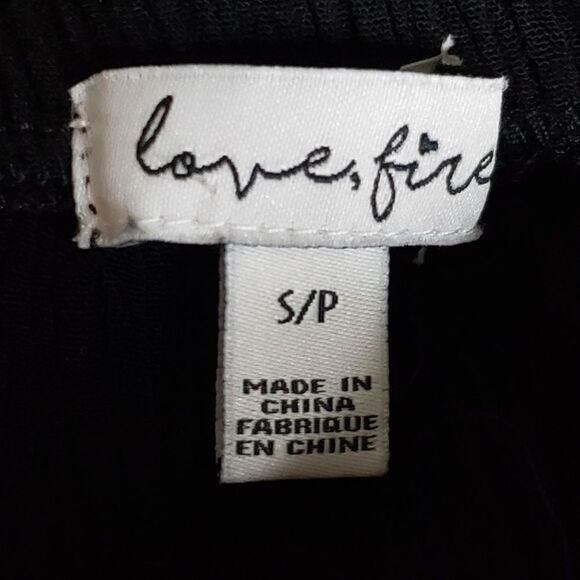 love, fire
S/P
MADE IN
CHINA
FABRIQUE
EN CHINE